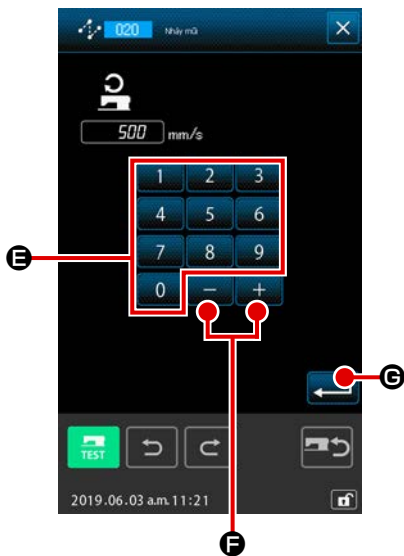 020 Nhảy mũi
500 mm/s
1 2 3
4 5 6
E 7 8 9
0 − +
G
TEST
2019.06.03 a.m. 11:21
F